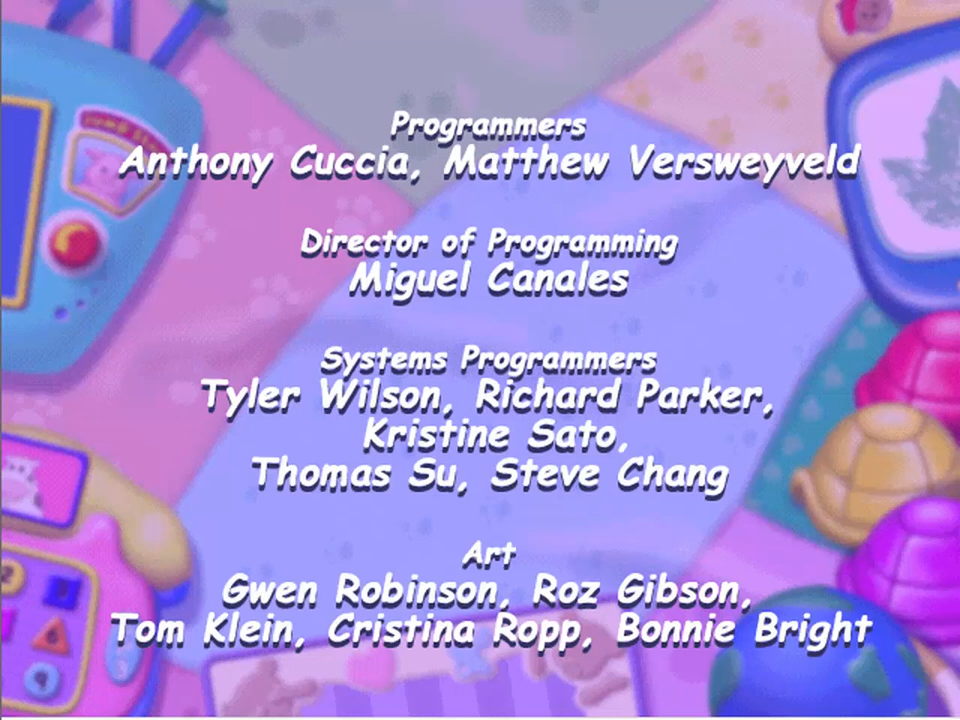 Programmers
Anthony Cuccia, Matthew Versweyveld
Director of Programming
Miguel Canales
Systems Programmers
Tyler Wilson, Richard Parker,
Kristine Sato,
Thomas Su, Steve Chang
Art
Gwen Robinson, Roz Gibson,
Tom Klein, Cristina Ropp, Bonnie Bright